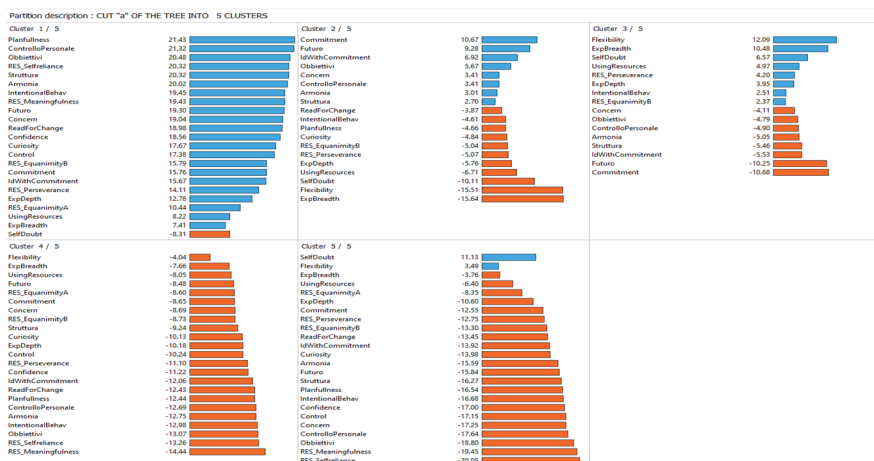 Partition description : CUT "a" OF THE TREE INTO 5 CLUSTERS
Cluster 1 / 5
Planfulness 21.43
ControlloPersonale 21.32
Obbiettivi 20.48
RES_Selfreliance 20.32
Struttura 20.32
Armonia 20.02
IntentionalBehav 19.45
RES_Meaningfulness 19.43
Futuro 19.30
Concern 19.04
ReadForChange 18.98
Confidence 18.56
Curiosity 17.67
Control 17.38
RES_EquanimityB 15.79
Commitment 15.76
IdWithCommitment 15.67
RES_Perseverance 14.11
ExpDepth 12.78
RES_EquanimityA 10.44
UsingResources 8.22
ExpBreadth 7.41
SelfDoubt -8.31
Cluster 2 / 5
Commitment 10.67
Futuro 9.28
IdWithCommitment 6.92
Obbiettivi 5.67
Concern 3.41
ControlloPersonale 3.41
Armonia 3.01
Struttura 2.70
ReadForChange -3.87
IntentionalBehav -4.61
Planfullness -4.66
Curiosity -4.84
RES_EquanimityB -5.04
RES_Perseverance -5.07
ExpDepth -5.76
UsingResources -6.71
SelfDoubt -10.11
Flexibility -15.51
ExpBreadth -15.64
Cluster 3 / 5
Flexibility 12.09
ExpBreadth 10.48
SelfDoubt 6.57
UsingResources 4.97
RES_Perseverance 4.20
ExpDepth 3.95
IntentionalBehav 2.51
RES_EquanimityB 2.37
Concern -4.11
Obbiettivi -4.79
ControlloPersonale -4.90
Armonia -5.05
Struttura -5.46
IdWithCommitment -5.53
Futuro -10.25
Commitment -10.68
Cluster 4 / 5
Flexibility -4.04
ExpBreadth -7.66
UsingResources -8.05
Futuro -8.48
RES_EquanimityA -8.60
Commitment -8.65
Concern -8.69
RES_EquanimityB -8.73
Struttura -9.24
Curiosity -10.13
ExpDepth -10.18
Control -10.24
RES_Perseverance -11.10
Confidence -11.22
IdWithCommitment -12.06
ReadForChange -12.43
Planfullness -12.44
ControlloPersonale -12.69
Armonia -12.75
IntentionalBehav -12.98
Obbiettivi -13.07
RES_Selfreliance -13.26
RES_Meaningfulness -14.44
Cluster 5 / 5
SelfDoubt 11.13
Flexibility 3.49
ExpBreadth -3.76
UsingResources -6.40
RES_EquanimityA -8.35
ExpDepth -10.60
Commitment -12.55
RES_Perseverance -12.75
RES_EquanimityB -13.30
ReadForChange -13.45
IdWithCommitment -13.92
Curiosity -13.98
Armonia -15.59
Futuro -15.84
Struttura -16.27
Planfullness -16.54
IntentionalBehav -16.68
Confidence -17.00
Control -17.15
Concern -17.25
ControlloPersonale -17.64
Obbiettivi -18.80
RES_Meaningfulness -19.45
RES_Selfreliance -20.05